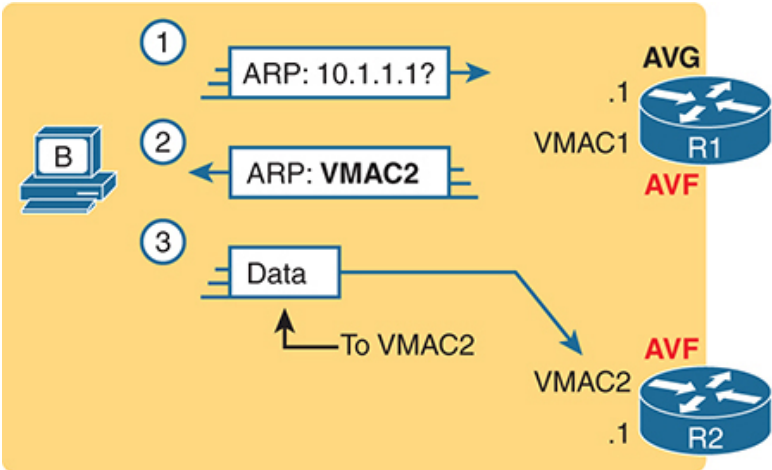 1
ARP: 10.1.1.1?
AVG
.1
VMAC1
R1
AVF
B
2
ARP: VMAC2
3
Data
To VMAC2
AVF
VMAC2
.1
R2